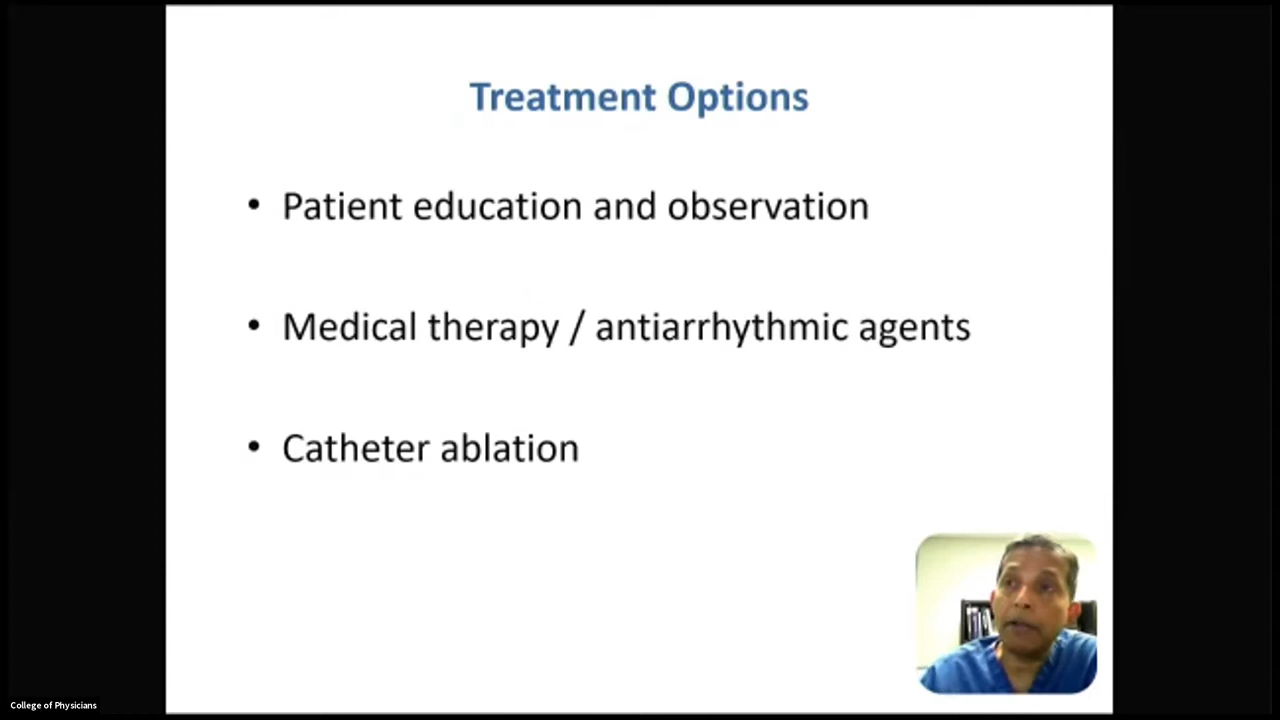 Treatment Options
• Patient education and observation
• Medical therapy / antiarrhythmic agents
• Catheter ablation
College of Physicians